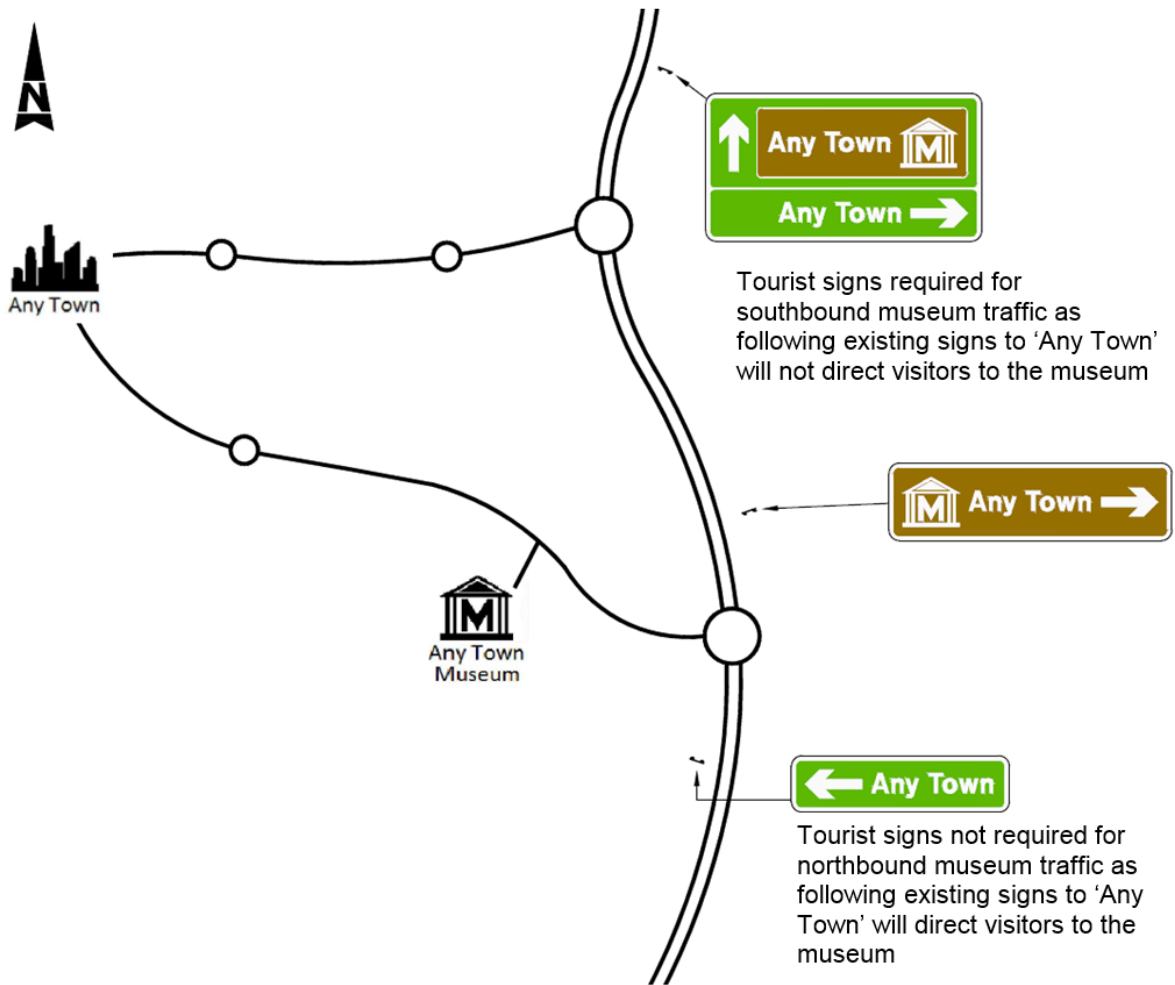 N
Any Town M
Any Town
Tourist signs required for
southbound museum traffic as
following existing signs to ‘Any Town’
will not direct visitors to the museum
Any Town
M Any Town
M
Any Town
Museum
Any Town
Tourist signs not required for
northbound museum traffic as
following existing signs to ‘Any
Town’ will direct visitors to the
museum